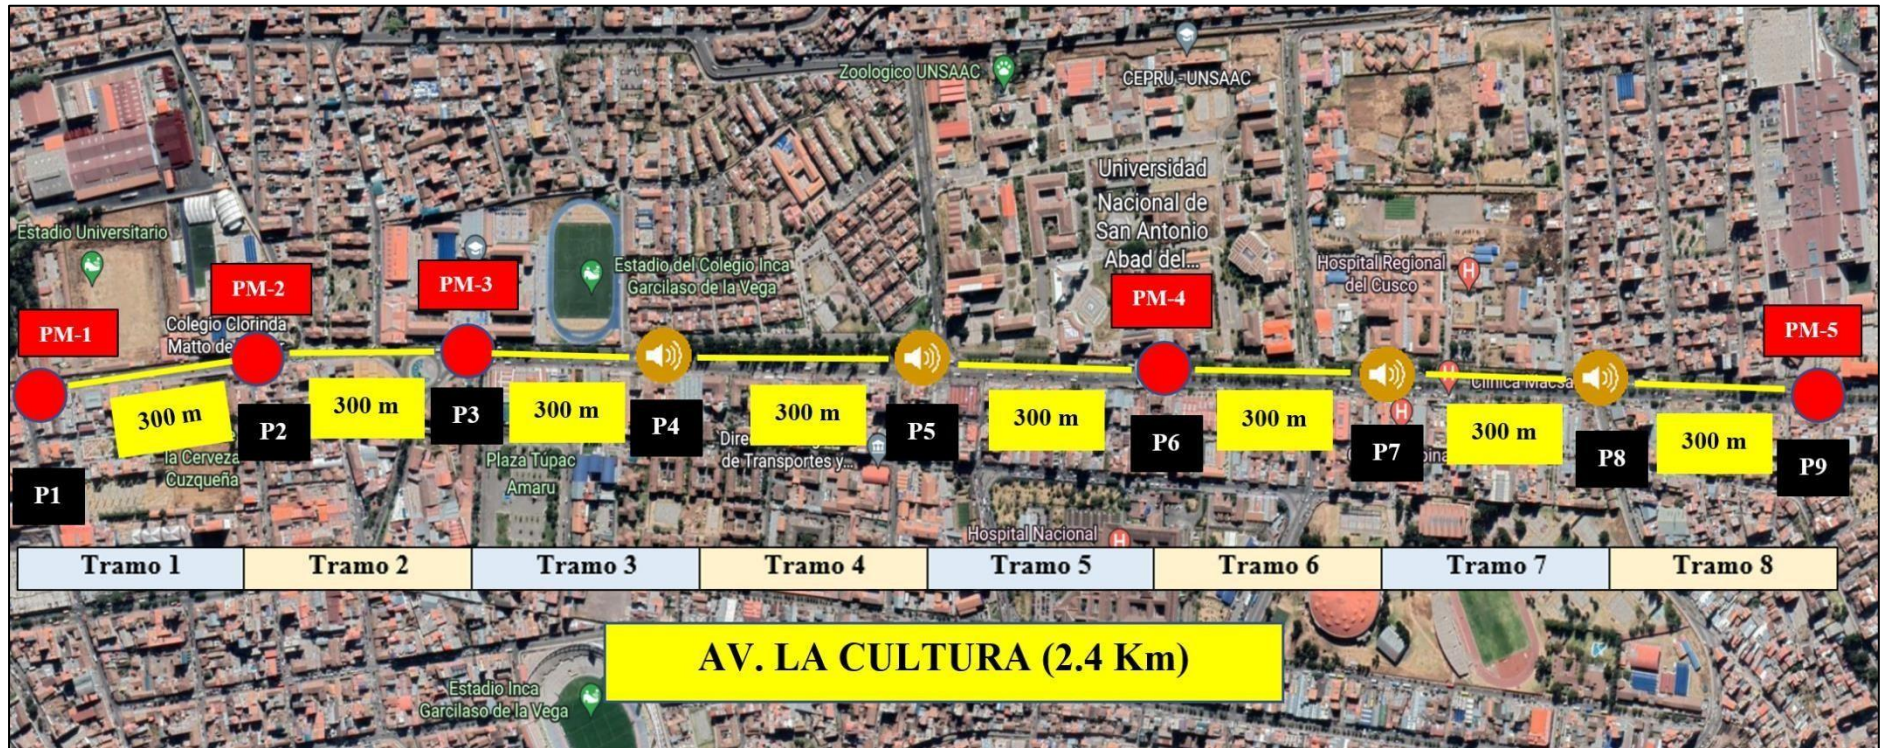 Zoologico UNSAAC
CEPRU - UNSAAC
Universidad
Nacional de
San Antonio
Abad del...
Estadio Universitario
Estadio del Colegio Inca
Garcilaso de la Vega
Hospital Regional
del Cusco
PM-1
PM-2
PM-3
PM-4
PM-5
Colegio Clorinda
Matto de
Clínica Macsa
300 m
300 m
300 m
300 m
300 m
300 m
300 m
300 m
P1
P2
P3
P4
P5
P6
P7
P8
P9
la Cerveza
Cuzqueña
Plaza Túpac
Amaru
de Transportes y...
Hospital Nacional
H
H
H
H
Tramo 1
Tramo 2
Tramo 3
Tramo 4
Tramo 5
Tramo 6
Tramo 7
Tramo 8
AV. LA CULTURA (2.4 Km)
Estadio Inca
Garcilaso de la Vega